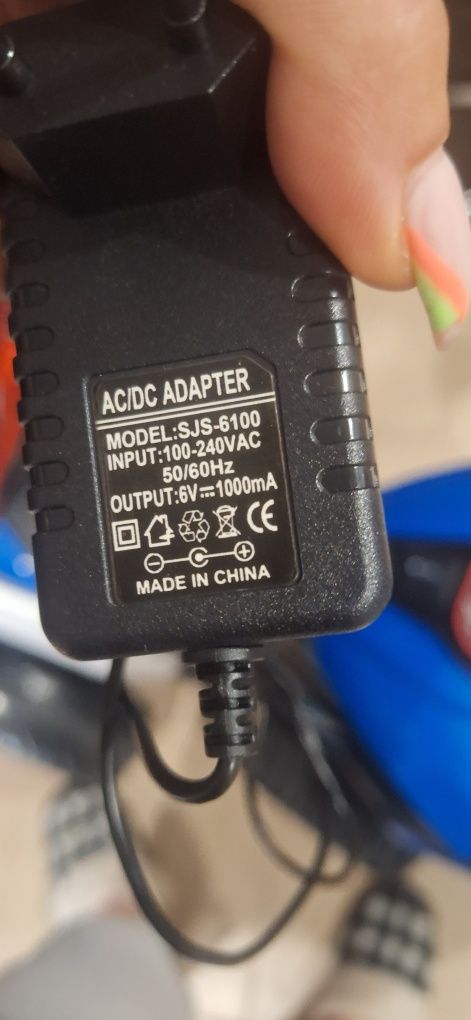 AC/DC ADAPTER
MODEL:SJS-6100
INPUT:100-240VAC
50/60Hz
OUTPUT:6V⎓1000mA
CE
MADE IN CHINA